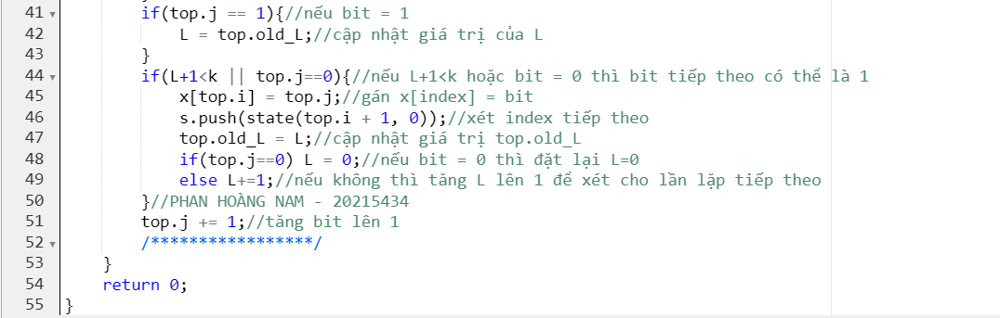 41 if(top.j == 1){//nếu bit = 1
42 L = top.old_L;//cập nhật giá trị của L
43 }
44 if(L+1<k || top.j==0){//nếu L+1<k hoặc bit = 0 thì bit tiếp theo có thể là 1
45 x[top.i] = top.j;//gán x[index] = bit
46 s.push(state(top.i + 1, 0));//xét index tiếp theo
47 top.old_L = L;//cập nhật giá trị top.old_L
48 if(top.j==0) L = 0;//nếu bit = 0 thì đặt lại L=0
49 else L+=1;//nếu không thì tăng L lên 1 để xét cho lần lặp tiếp theo
50 }//PHAN HOÀNG NAM - 20215434
51 top.j += 1;//tăng bit lên 1
52 /*****************/
53 }
54 return 0;
55 }